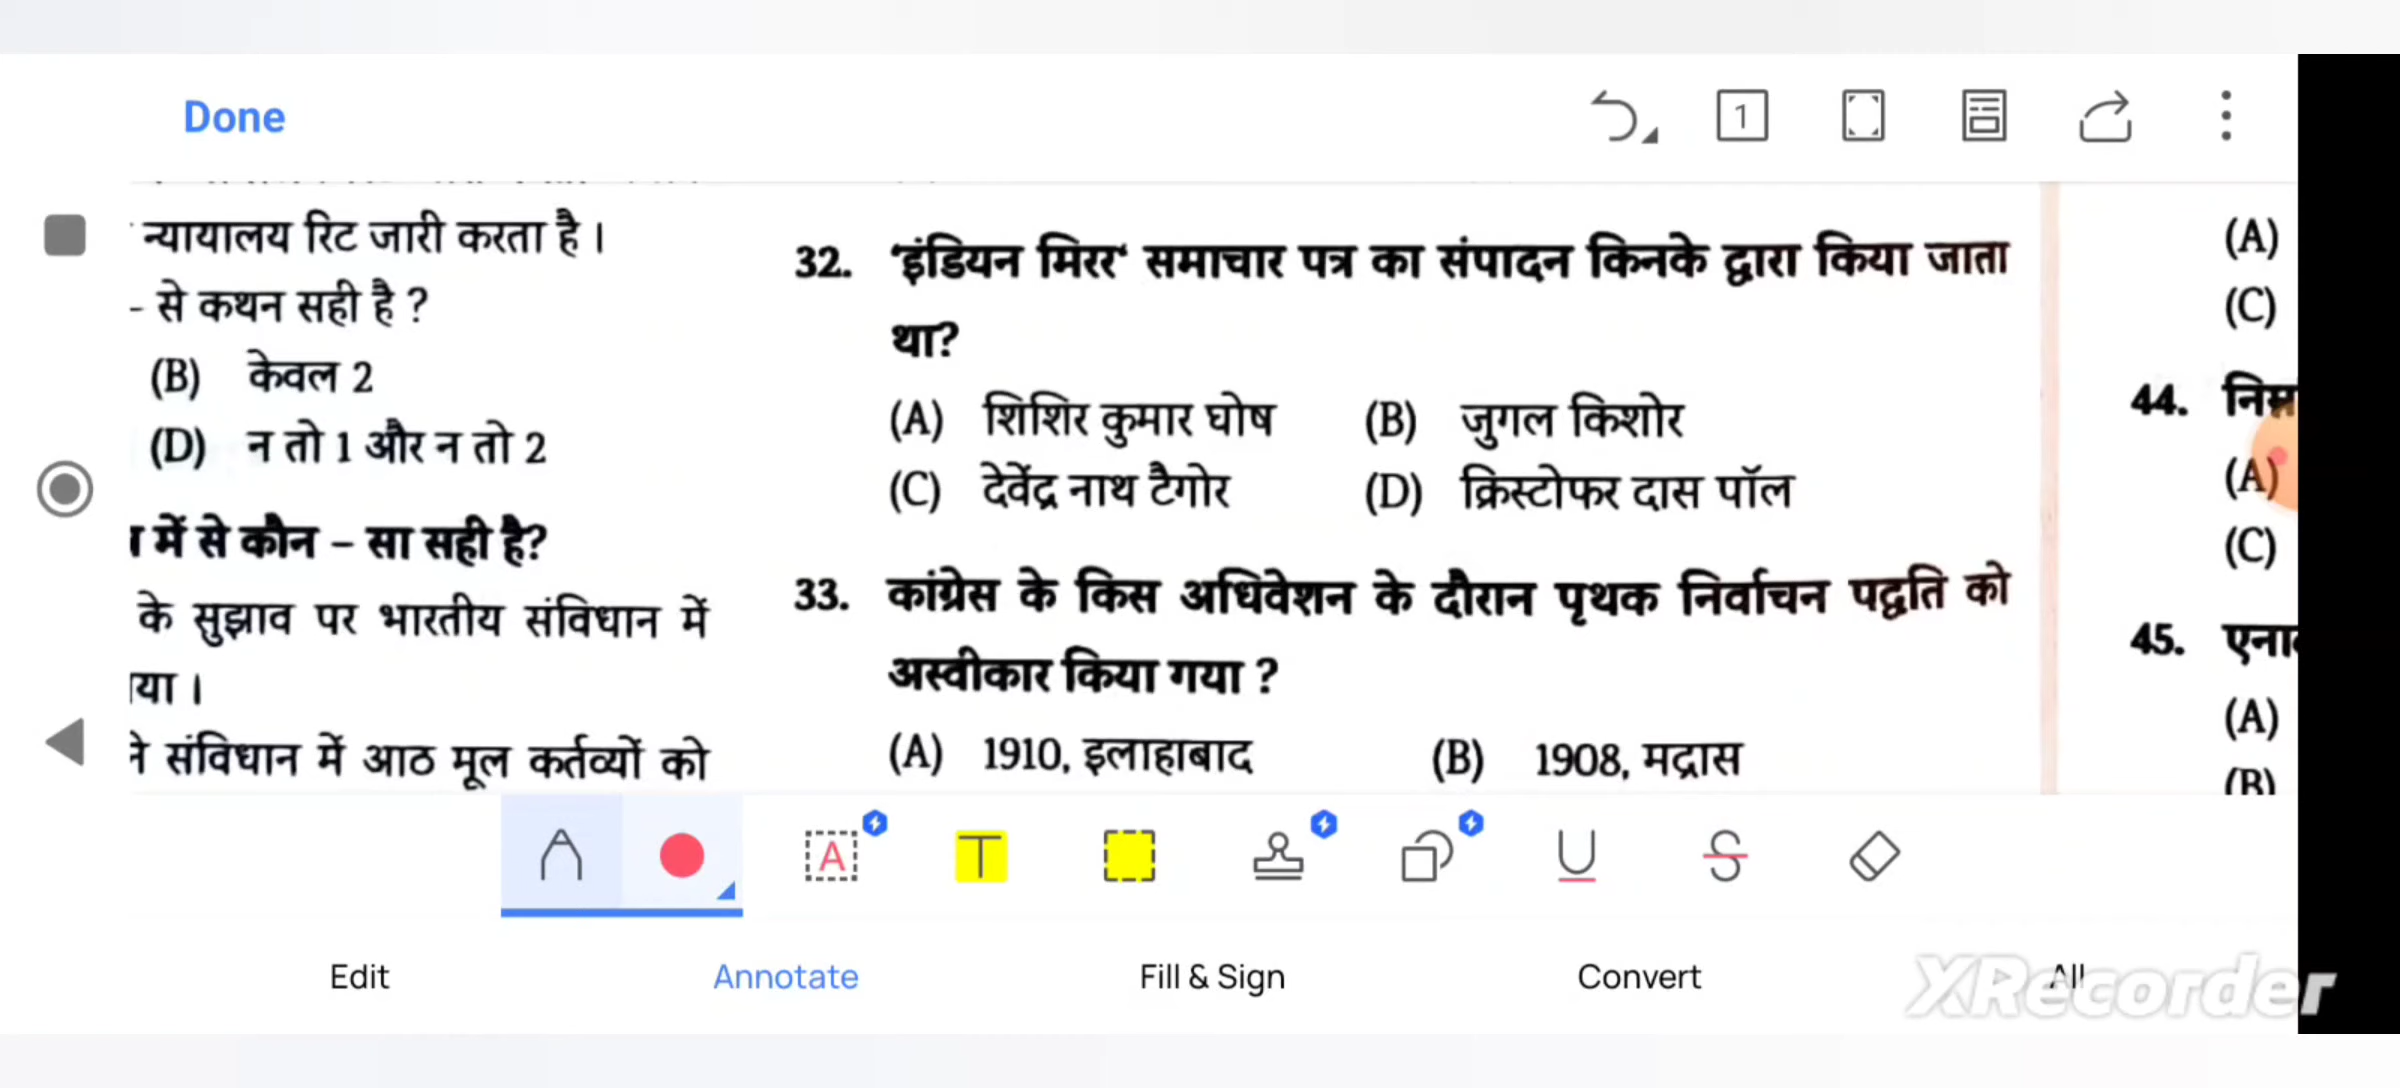 Done
1
न्यायालय रिट जारी करता है ।
- से कथन सही है ?
(B) केवल 2
(D) न तो 1 और न तो 2
में से कौन – सा सही है?
के सुझाव पर भारतीय संविधान में
या ।
ने संविधान में आठ मूल कर्तव्यों को
32. ‘इंडियन मिरर‘ समाचार पत्र का संपादन किनके द्वारा किया जाता
था?
(A) शिशिर कुमार घोष (B) जुगल किशोर
(C) देवेंद्र नाथ टैगोर (D) क्रिस्टोफर दास पॉल
33. कांग्रेस के किस अधिवेशन के दौरान पृथक निर्वाचन पद्धति को
अस्वीकार किया गया ?
(A) 1910, इलाहाबाद (B) 1908, मद्रास
(A)
(C)
44.
(A)
(C)
45.
(A)
(B)
Edit Annotate Fill & Sign Convert All
XRecorder